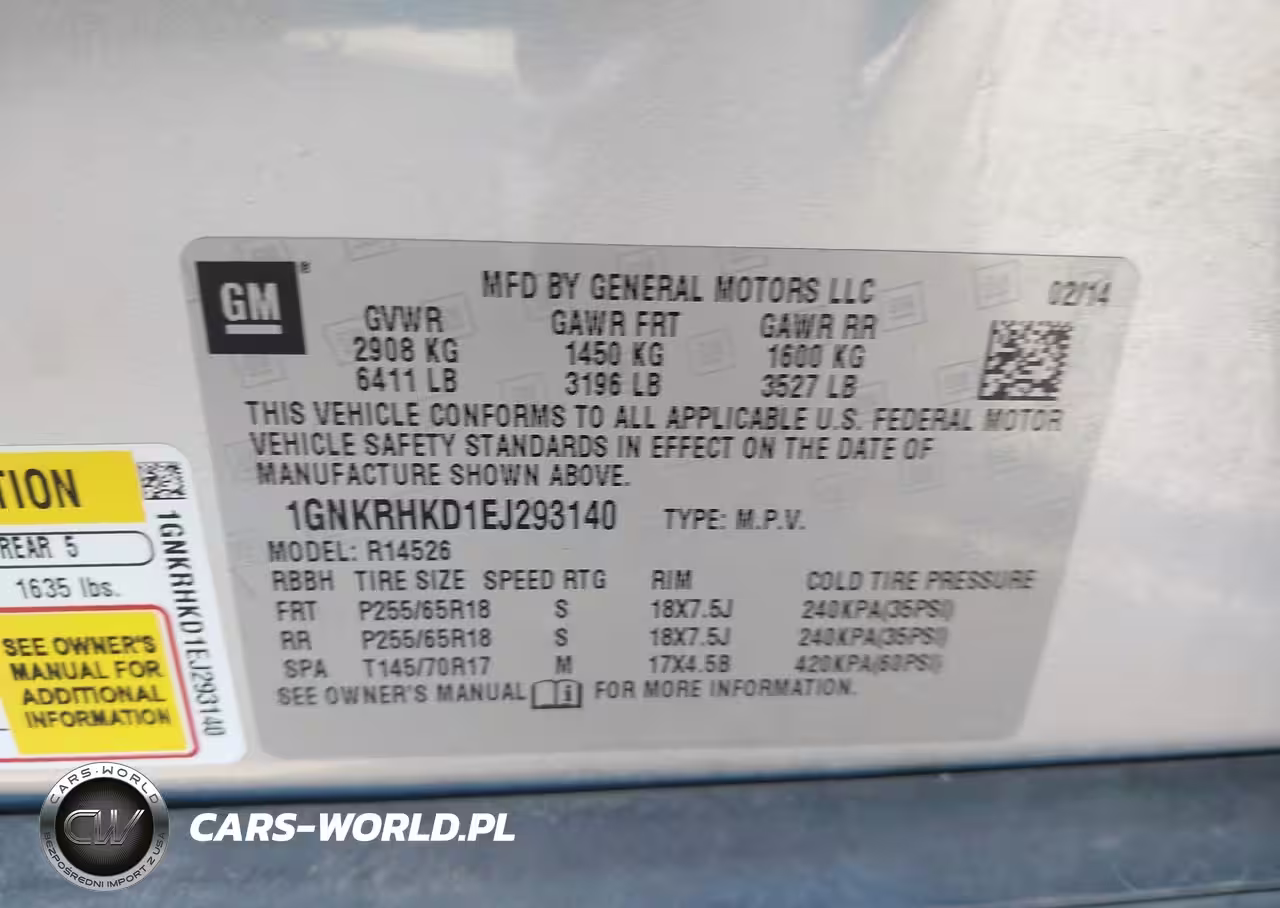 GM
®
MFD BY GENERAL MOTORS LLC
02/14
GVWR GAWR FRT GAWR RR
2908 KG 1450 KG 1600 KG
6411 LB 3196 LB 3527 LB
THIS VEHICLE CONFORMS TO ALL APPLICABLE U.S. FEDERAL MOTOR
VEHICLE SAFETY STANDARDS IN EFFECT ON THE DATE OF
MANUFACTURE SHOWN ABOVE.
1GNKRHKD1EJ293140 TYPE: M.P.V.
MODEL: R14526
RBBH TIRE SIZE SPEED RTG RIM COLD TIRE PRESSURE
FRT P255/65R18 S 18X7.5J 240KPA(35PSI)
RR P255/65R18 S 18X7.5J 240KPA(35PSI)
SPA T145/70R17 M 17X4.5B 420KPA(60PSI)
SEE OWNER'S MANUAL FOR MORE INFORMATION.
TION
REAR 5
1635 lbs.
SEE OWNER'S
MANUAL FOR
ADDITIONAL
INFORMATION
1GNKRHKD1EJ293140
CARS-WORLD
CW
BEZPOŚREDNI IMPORT Z USA
CARS-WORLD.PL